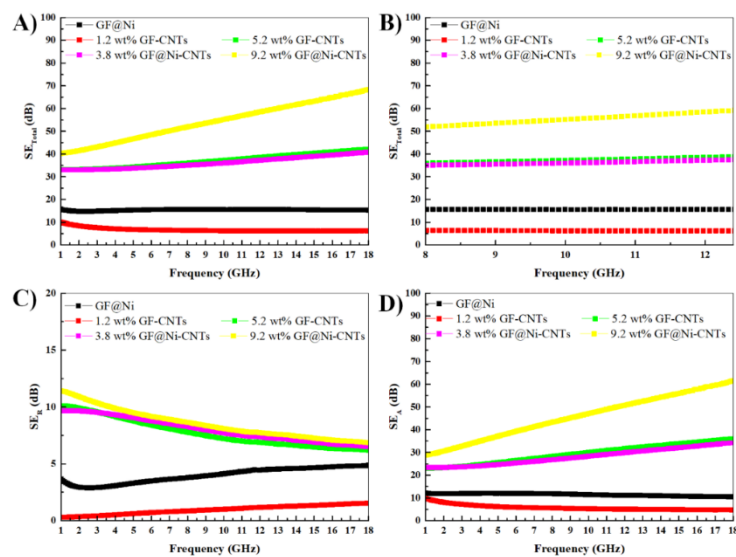 A)
GF@Ni
1.2 wt% GF-CNTs 5.2 wt% GF-CNTs
3.8 wt% GF@Ni-CNTs 9.2 wt% GF@Ni-CNTs
SE_Total (dB)
100
90
80
70
60
50
40
30
20
10
0
1 2 3 4 5 6 7 8 9 10 11 12 13 14 15 16 17 18
Frequency (GHz)
B)
GF@Ni
1.2 wt% GF-CNTs 5.2 wt% GF-CNTs
3.8 wt% GF@Ni-CNTs 9.2 wt% GF@Ni-CNTs
SE_Total (dB)
100
90
80
70
60
50
40
30
20
10
0
8 9 10 11 12
Frequency (GHz)
C)
GF@Ni
1.2 wt% GF-CNTs 5.2 wt% GF-CNTs
3.8 wt% GF@Ni-CNTs 9.2 wt% GF@Ni-CNTs
SE_R (dB)
20
15
10
5
0
1 2 3 4 5 6 7 8 9 10 11 12 13 14 15 16 17 18
Frequency (GHz)
D)
GF@Ni
1.2 wt% GF-CNTs 5.2 wt% GF-CNTs
3.8 wt% GF@Ni-CNTs 9.2 wt% GF@Ni-CNTs
SE_A (dB)
100
90
80
70
60
50
40
30
20
10
0
1 2 3 4 5 6 7 8 9 10 11 12 13 14 15 16 17 18
Frequency (GHz)